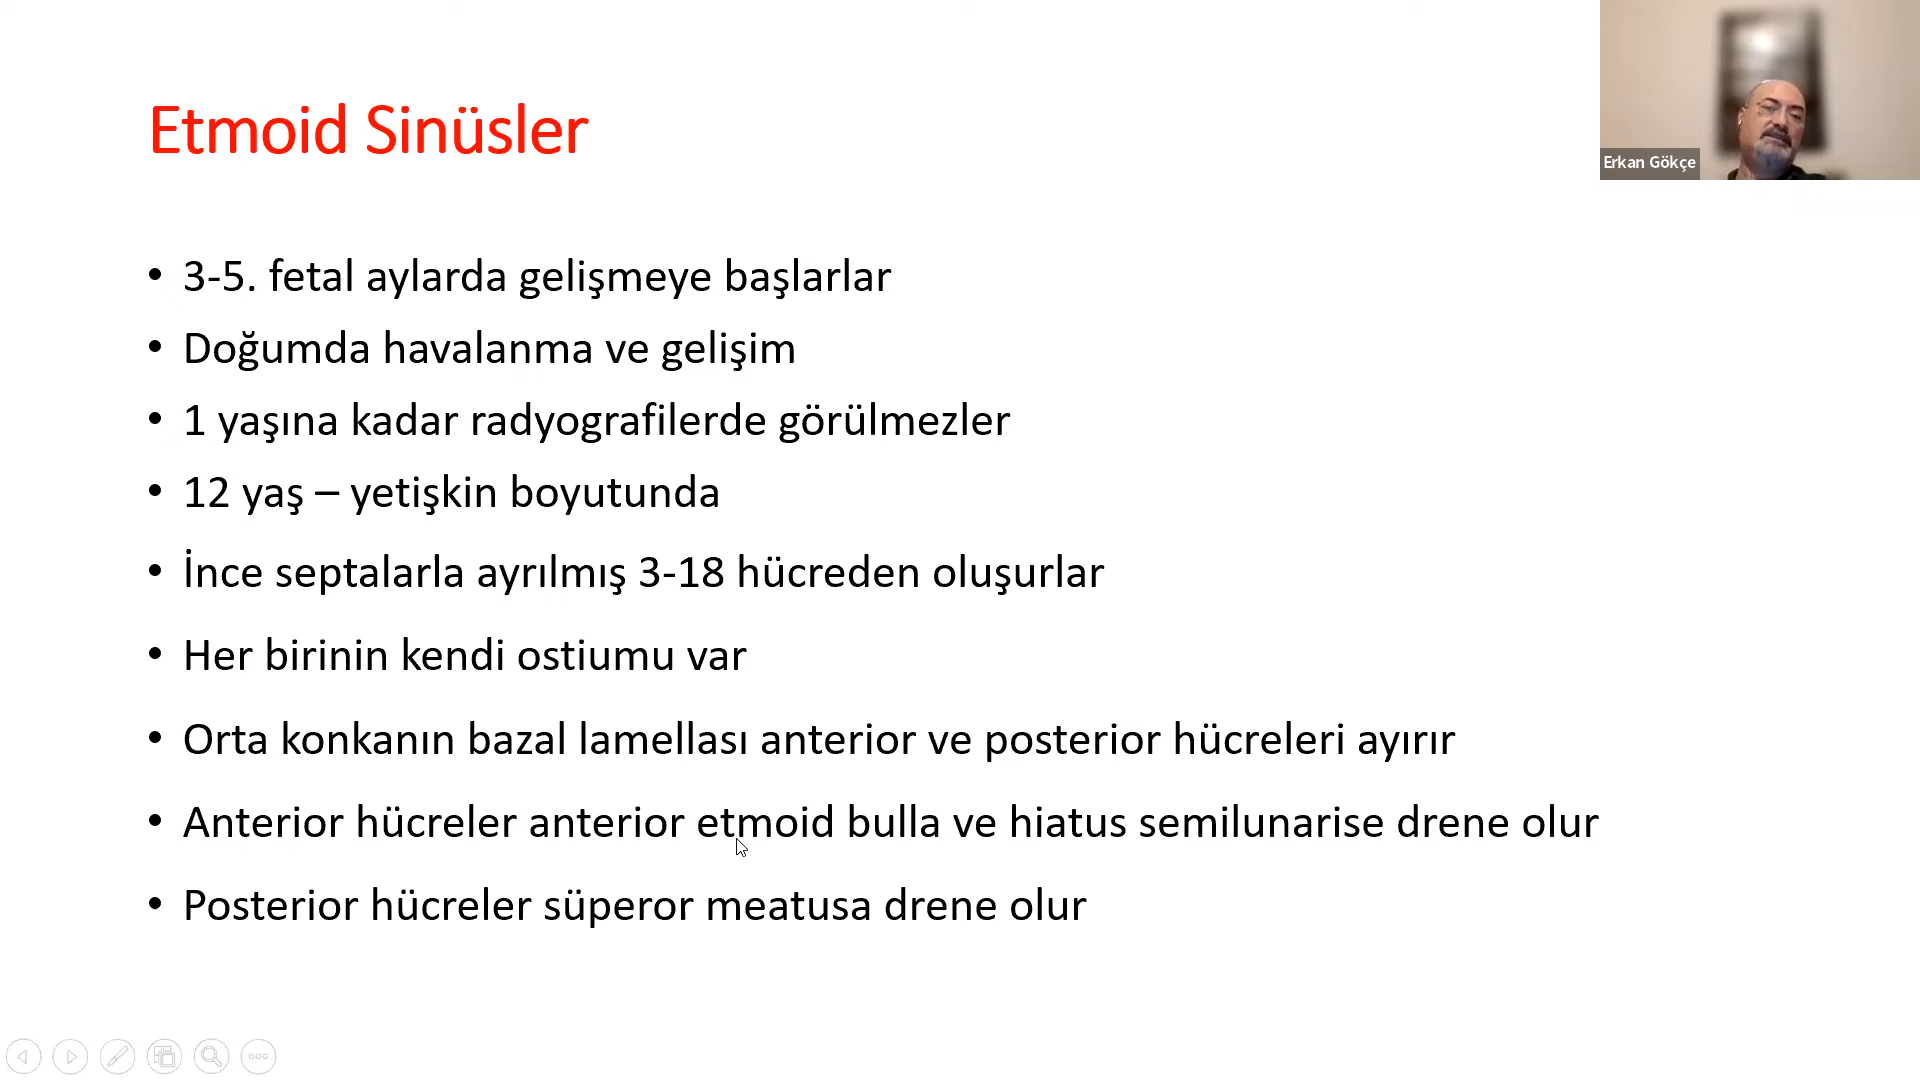 Etmoid Sinüsler
Erkan Gökçe
• 3-5. fetal aylarda gelişmeye başlarlar
• Doğumda havalanma ve gelişim
• 1 yaşına kadar radyografilerde görülmezler
• 12 yaş – yetişkin boyutunda
• İnce septalarla ayrılmış 3-18 hücreden oluşurlar
• Her birinin kendi ostiumu var
• Orta konkanın bazal lamellası anterior ve posterior hücreleri ayırır
• Anterior hücreler anterior etmoid bulla ve hiatus semilunarise drene olur
• Posterior hücreler süperor meatusa drene olur